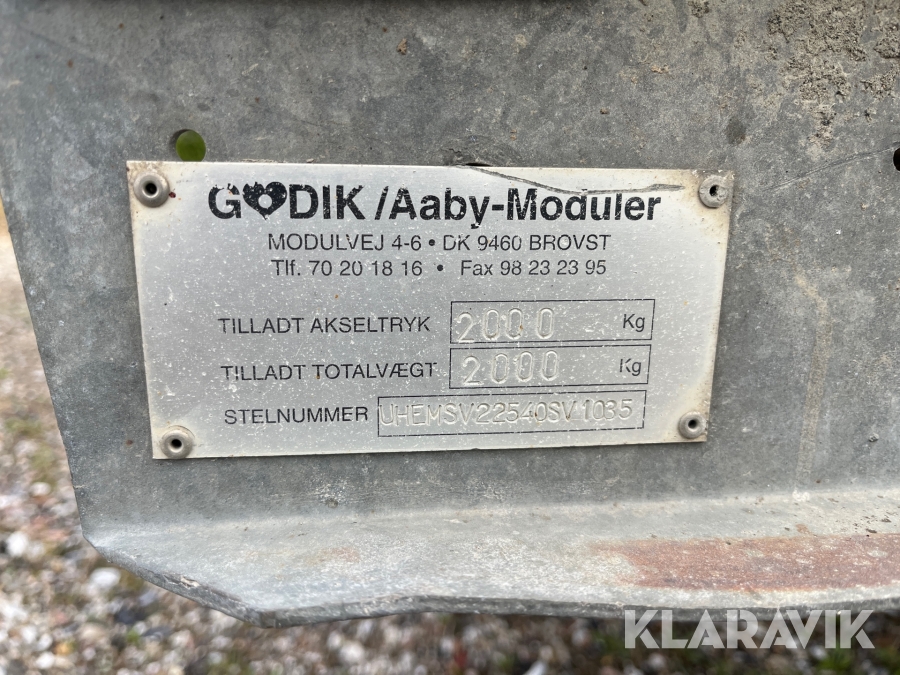 GODIK/Aaby-Moduler
MODULVEJ 4-6 • DK 9460 BROVST
Tlf. 70 20 18 16 • Fax 98 23 23 95
TILLADT AKSELTRYK 2000 Kg
TILLADT TOTALVÆGT 2000 Kg
STELNUMMER UHEMSV22540SV1035
KLARAVIK